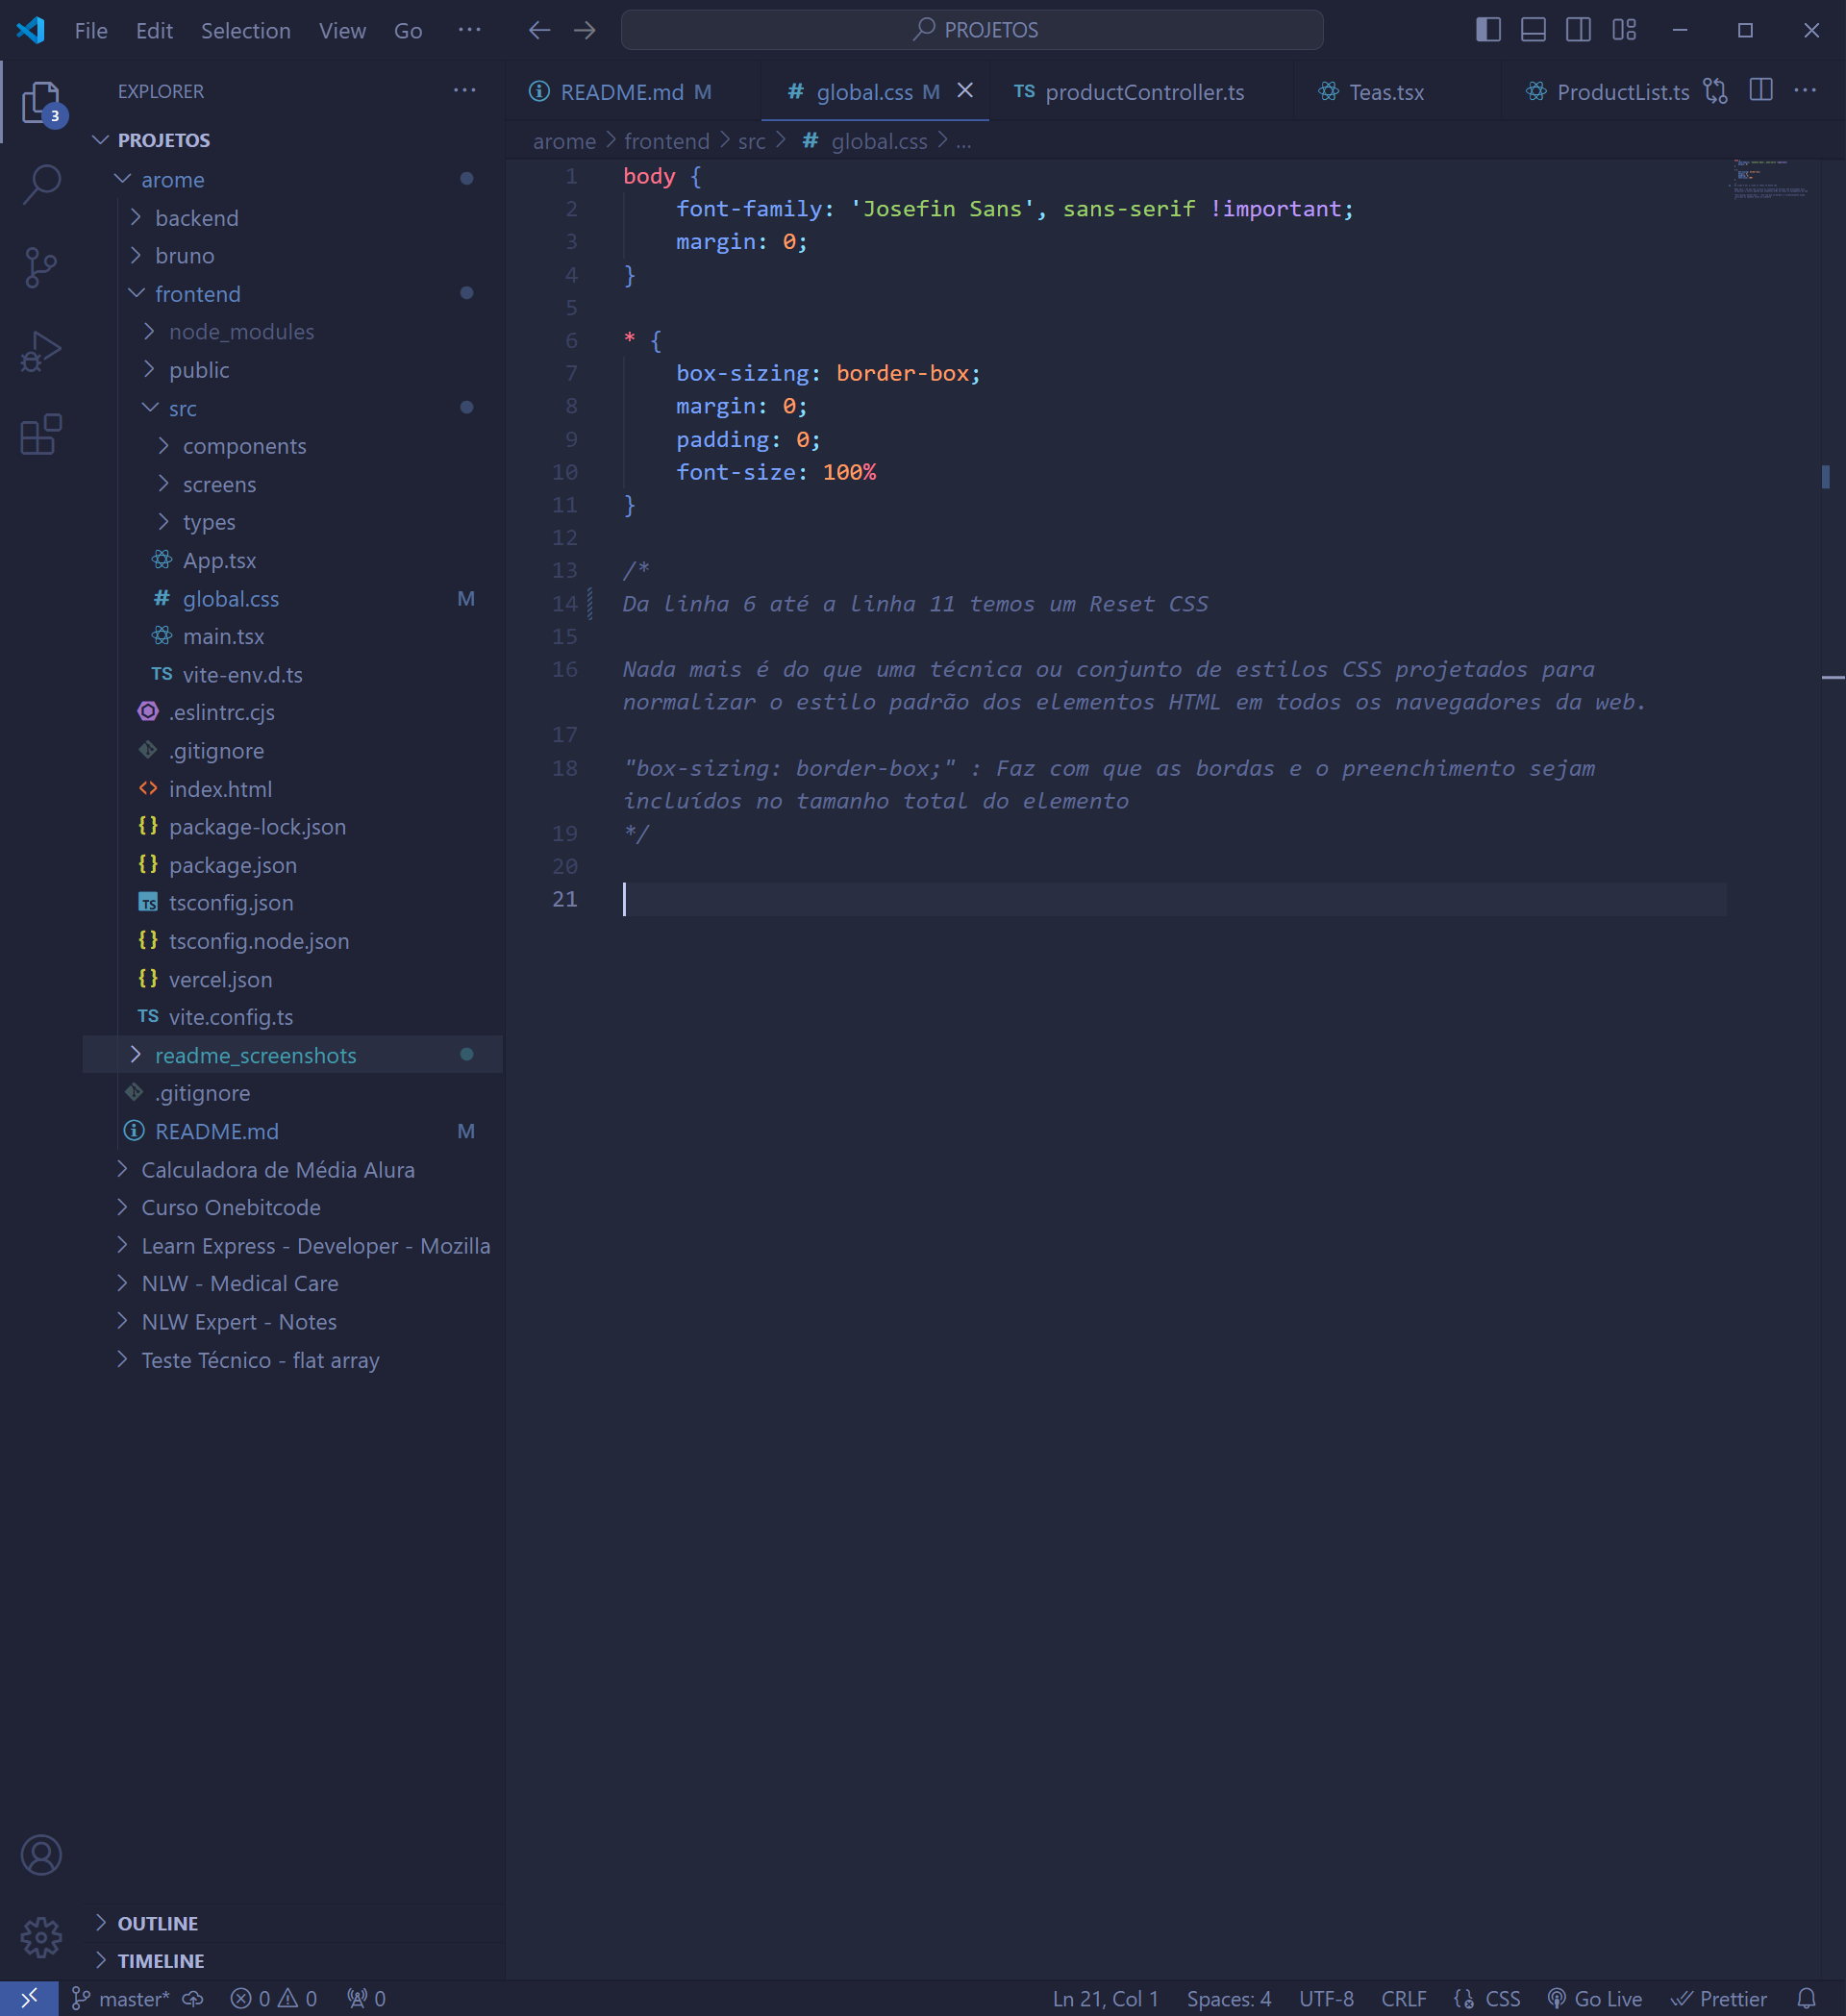 File Edit Selection View Go ···
PROJETOS
EXPLORER ···
PROJETOS
arome
backend
bruno
frontend
node_modules
public
src
components
screens
types
App.tsx
# global.css M
main.tsx
TS vite-env.d.ts
.eslintrc.cjs
.gitignore
<> index.html
{} package-lock.json
{} package.json
TS tsconfig.json
{} tsconfig.node.json
{} vercel.json
TS vite.config.ts
readme_screenshots
.gitignore
README.md M
Calculadora de Média Alura
Curso Onebitcode
Learn Express - Developer - Mozilla
NLW - Medical Care
NLW Expert - Notes
Teste Técnico - flat array
OUTLINE
TIMELINE
3
README.md M # global.css M TS productController.ts Teas.tsx ProductList.ts ···
arome > frontend > src > # global.css > ...
1 body {
2 font-family: 'Josefin Sans', sans-serif !important;
3 margin: 0;
4 }
5
6 * {
7 box-sizing: border-box;
8 margin: 0;
9 padding: 0;
10 font-size: 100%
11 }
12
13 /*
14 Da linha 6 até a linha 11 temos um Reset CSS
15
16 Nada mais é do que uma técnica ou conjunto de estilos CSS projetados para
normalizar o estilo padrão dos elementos HTML em todos os navegadores da web.
17
18 "box-sizing: border-box;" : Faz com que as bordas e o preenchimento sejam
incluídos no tamanho total do elemento
19 */
20
21
master* 0 0 0 Ln 21, Col 1 Spaces: 4 UTF-8 CRLF {} CSS Go Live Prettier